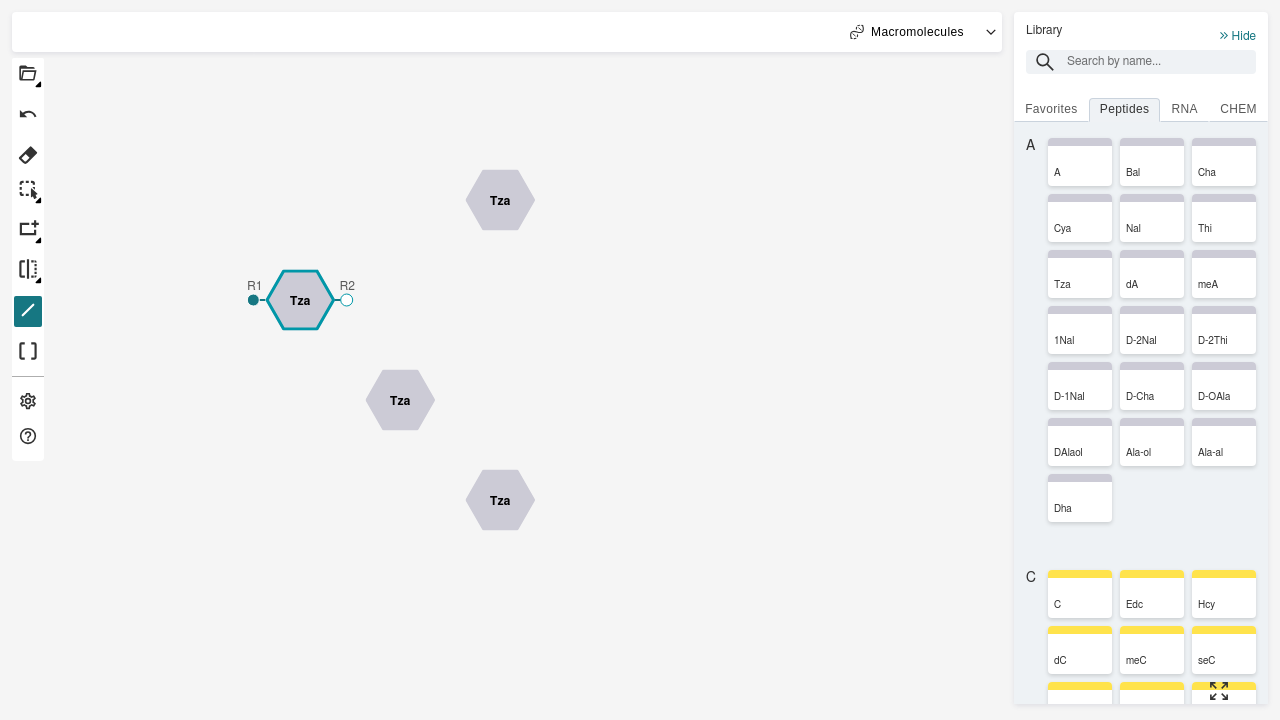 Macromolecules
Library
Hide
Search by name...
Favorites Peptides RNA CHEM
A
A Bal Cha
Cya Nal Thi
Tza dA meA
1Nal D-2Nal D-2Thi
D-1Nal D-Cha D-OAla
DAlaol Ala-ol Ala-al
Dha
C
C Edc Hcy
dC meC seC
Tza
R1 R2
Tza
Tza
Tza